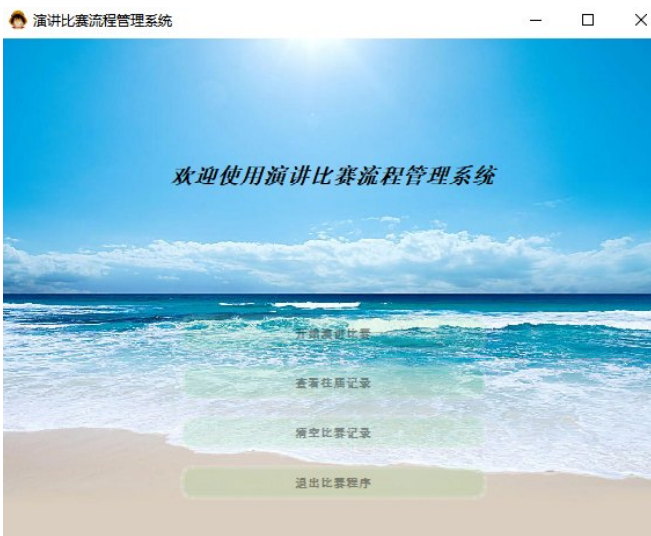 演讲比赛流程管理系统
欢迎使用演讲比赛流程管理系统
开始演讲比赛
查看往届记录
清空比赛记录
退出比赛程序